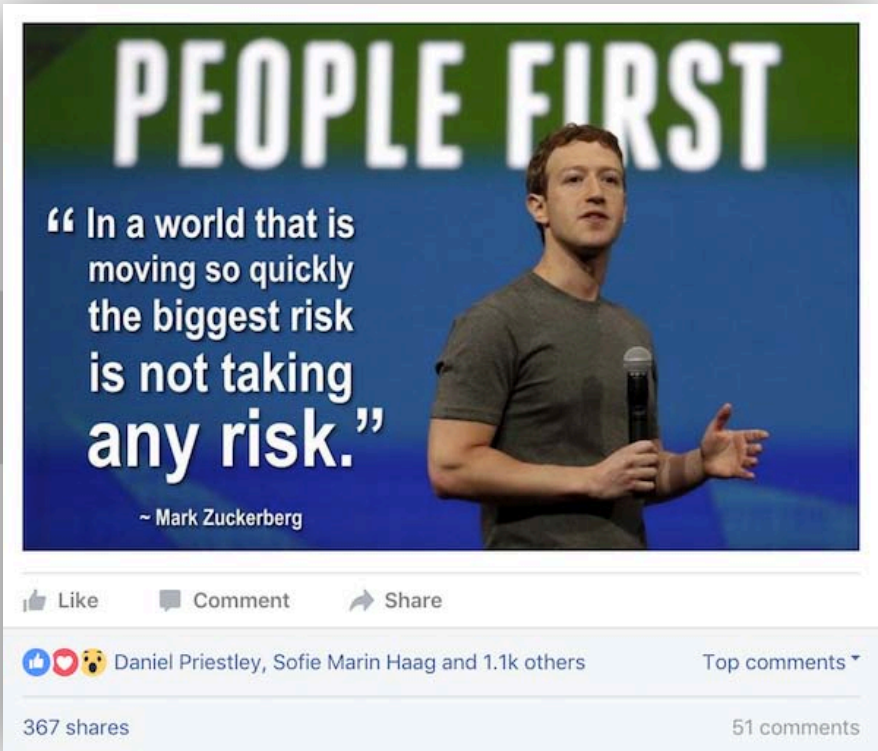 PEOPLE FIRST
“ In a world that is
moving so quickly
the biggest risk
is not taking
any risk.”
~ Mark Zuckerberg
Like Comment Share
Daniel Priestley, Sofie Marin Haag and 1.1k others Top comments
367 shares 51 comments